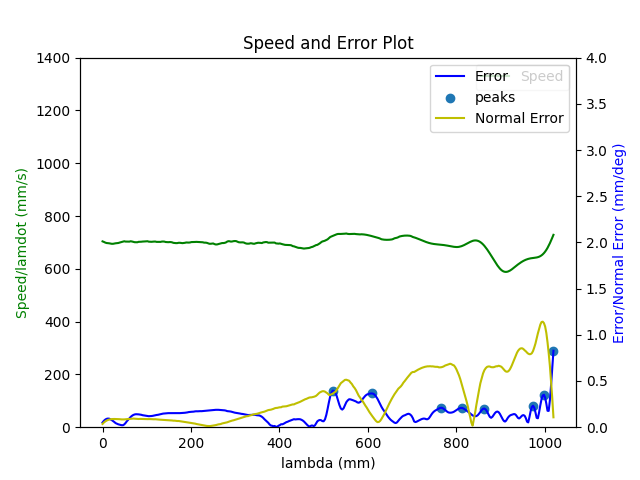 Speed and Error Plot
1400
1200
1000
800
600
400
200
0
Speed/lamdot (mm/s)
4.0
3.5
3.0
2.5
2.0
1.5
1.0
0.5
0.0
Error/Normal Error (mm/deg)
Error
Speed
peaks
Normal Error
0 200 400 600 800 1000
lambda (mm)